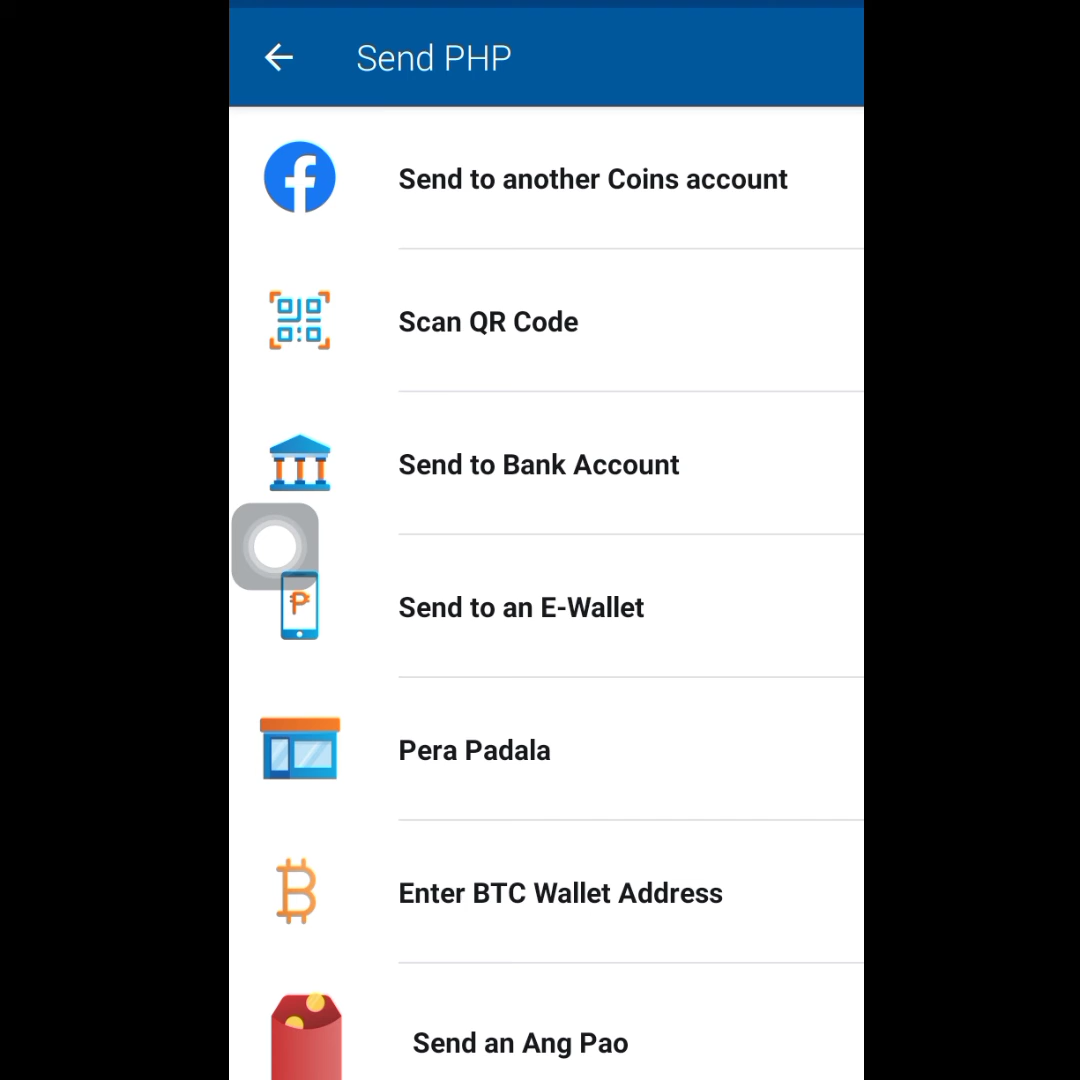 Send PHP
Send to another Coins account
Scan QR Code
Send to Bank Account
Send to an E-Wallet
Pera Padala
Enter BTC Wallet Address
Send an Ang Pao